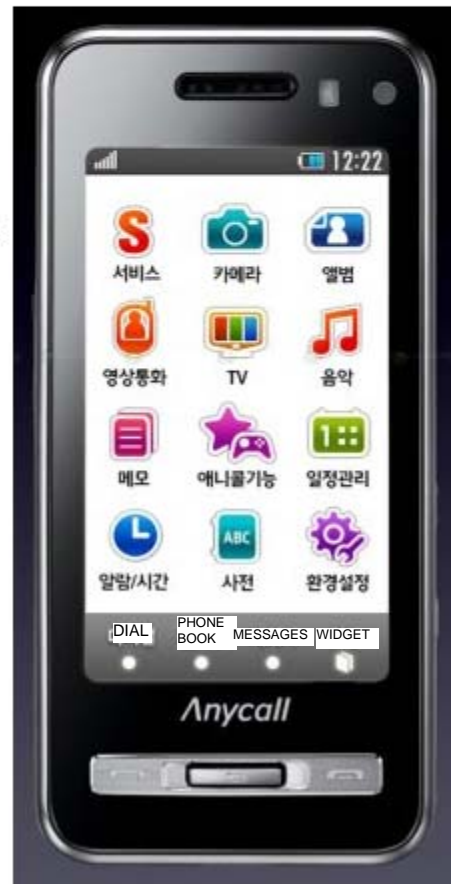 12:22
S
서비스 카메라 앨범
영상통화 TV 음악
1
메모 애니콜기능 일정관리
ABC
알람/시간 사전 환경설정
DIAL PHONE BOOK MESSAGES WIDGET
Anycall